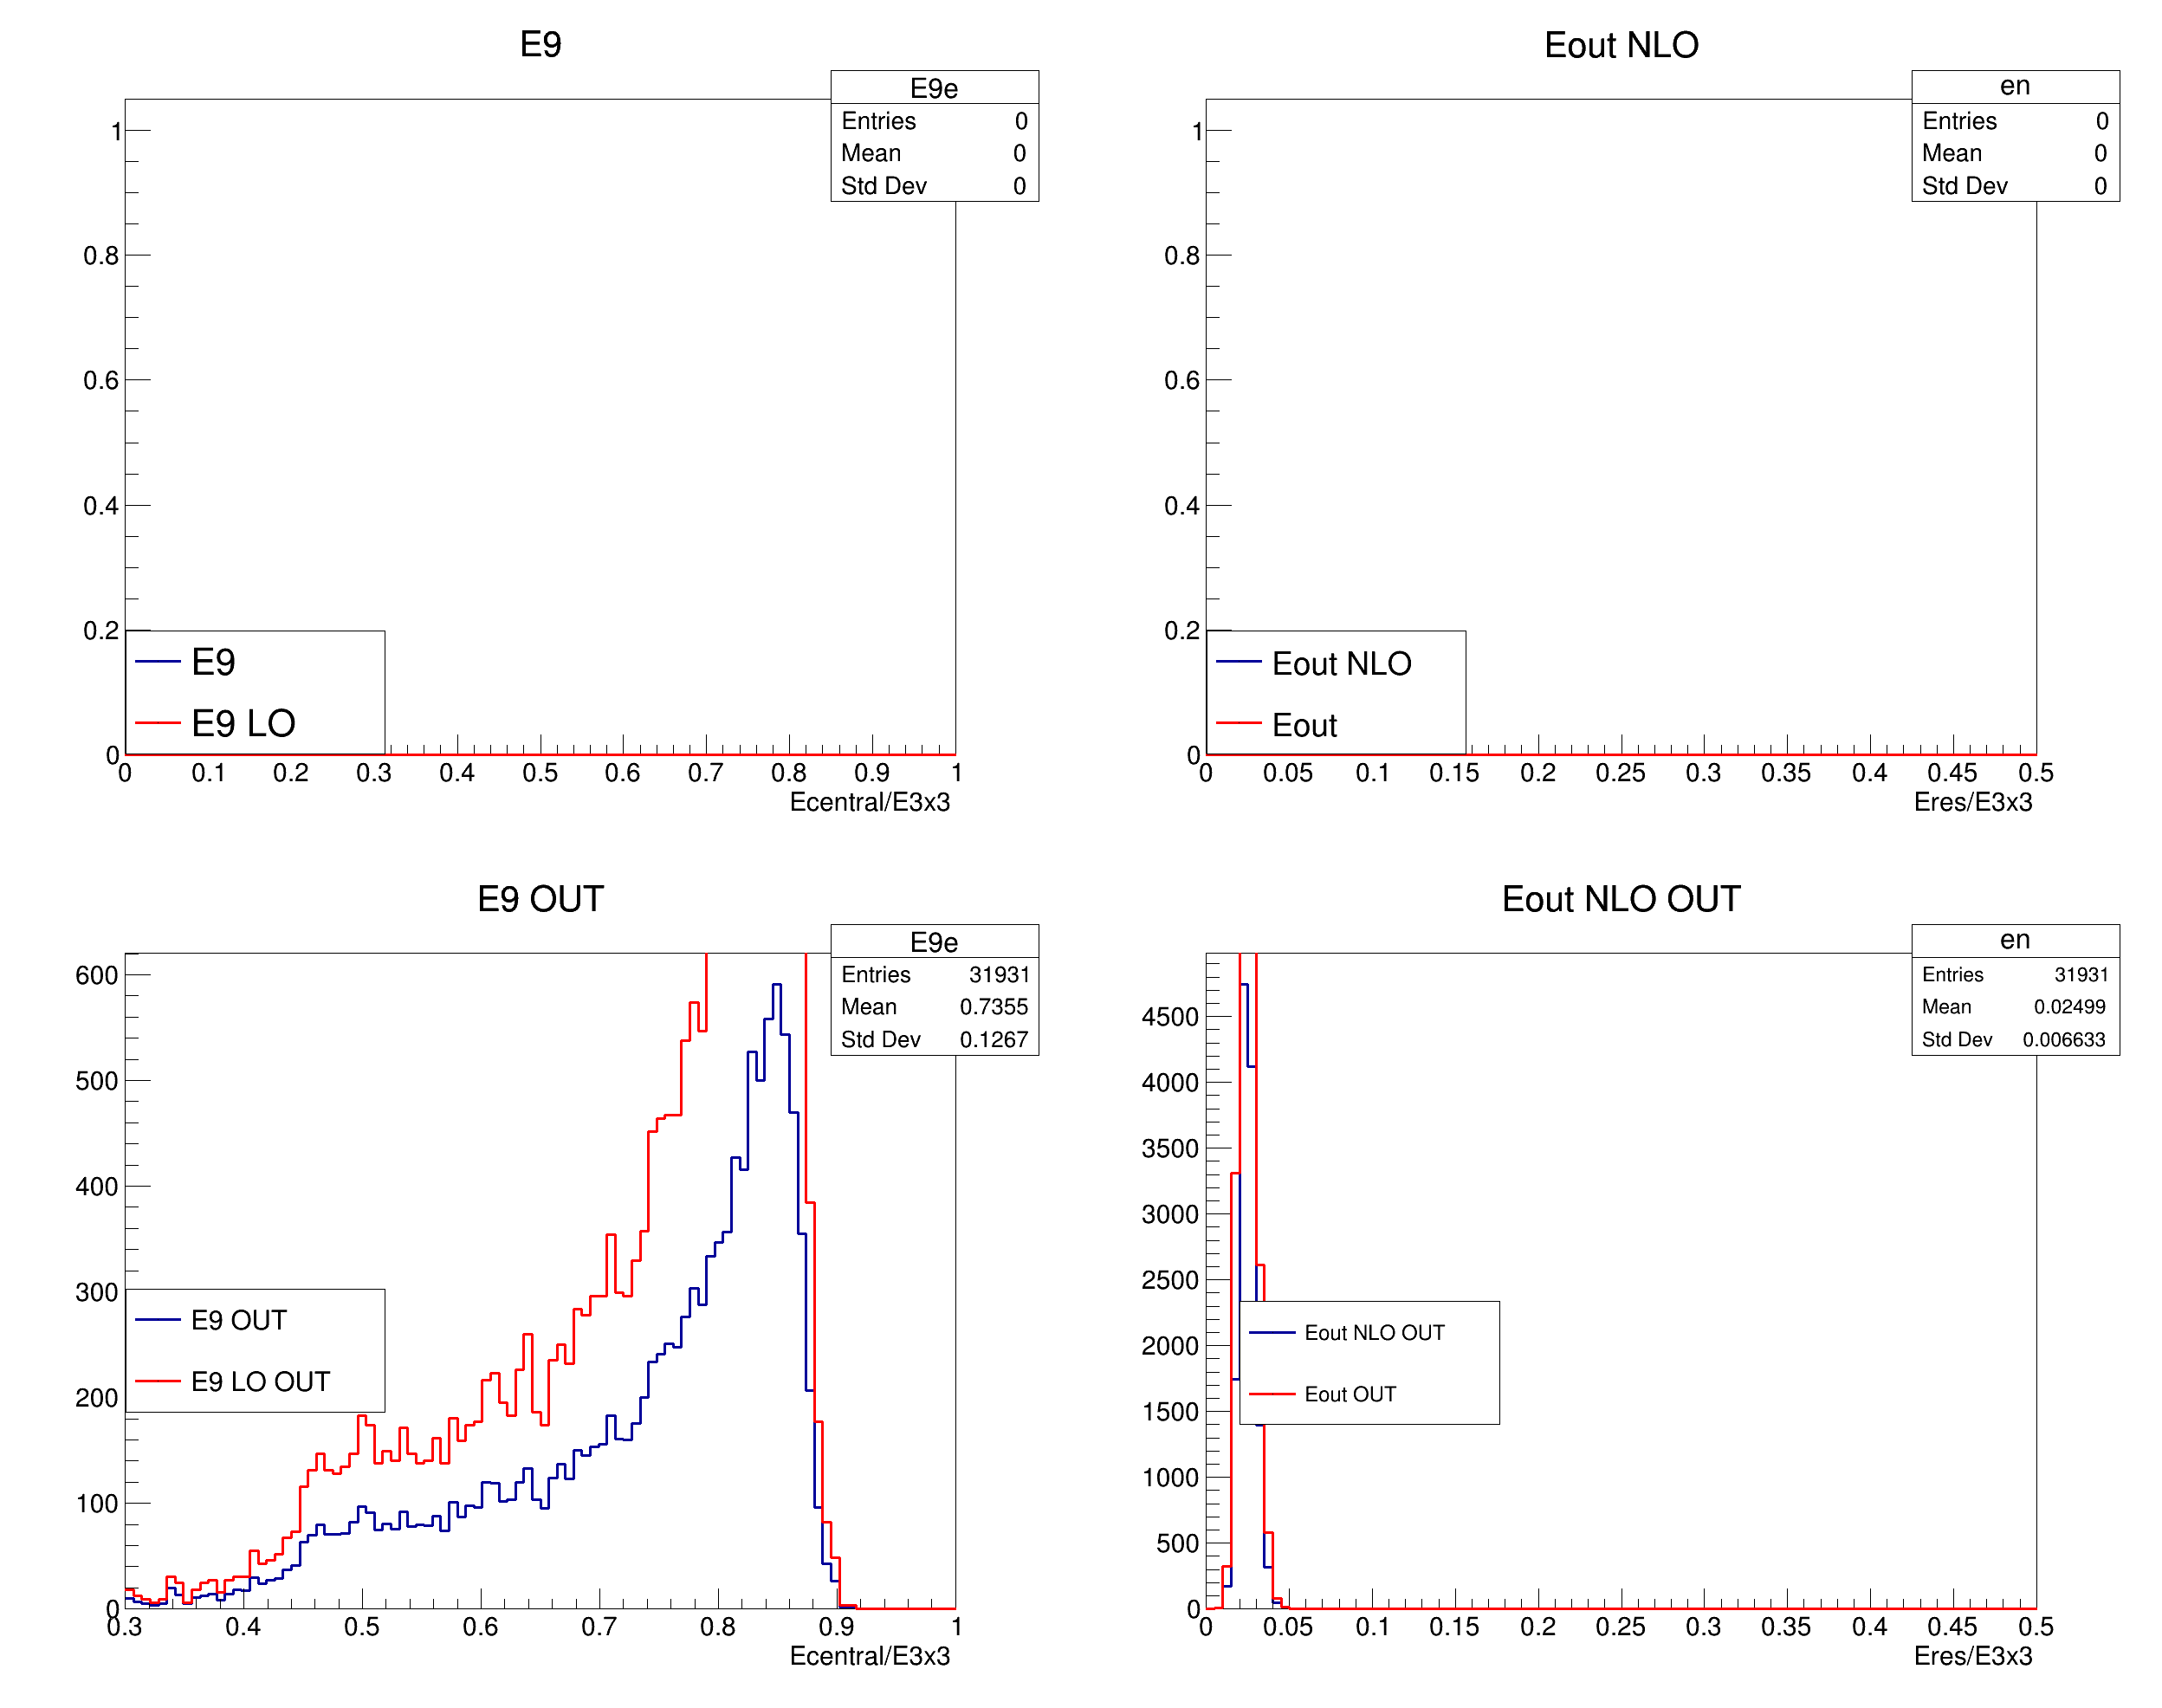 E9
E9e
Entries 0
Mean 0
Std Dev 0
1
0.8
0.6
0.4
0.2
0
E9
E9 LO
0 0.1 0.2 0.3 0.4 0.5 0.6 0.7 0.8 0.9 1
Ecentral/E3x3
Eout NLO
en
Entries 0
Mean 0
Std Dev 0
1
0.8
0.6
0.4
0.2
0
Eout NLO
Eout
0 0.05 0.1 0.15 0.2 0.25 0.3 0.35 0.4 0.45 0.5
Eres/E3x3
E9 OUT
E9e
Entries 31931
Mean 0.7355
Std Dev 0.1267
600
500
400
300
200
100
0
E9 OUT
E9 LO OUT
0.3 0.4 0.5 0.6 0.7 0.8 0.9 1
Ecentral/E3x3
Eout NLO OUT
en
Entries 31931
Mean 0.02499
Std Dev 0.006633
4500
4000
3500
3000
2500
2000
1500
1000
500
0
Eout NLO OUT
Eout OUT
0 0.05 0.1 0.15 0.2 0.25 0.3 0.35 0.4 0.45 0.5
Eres/E3x3